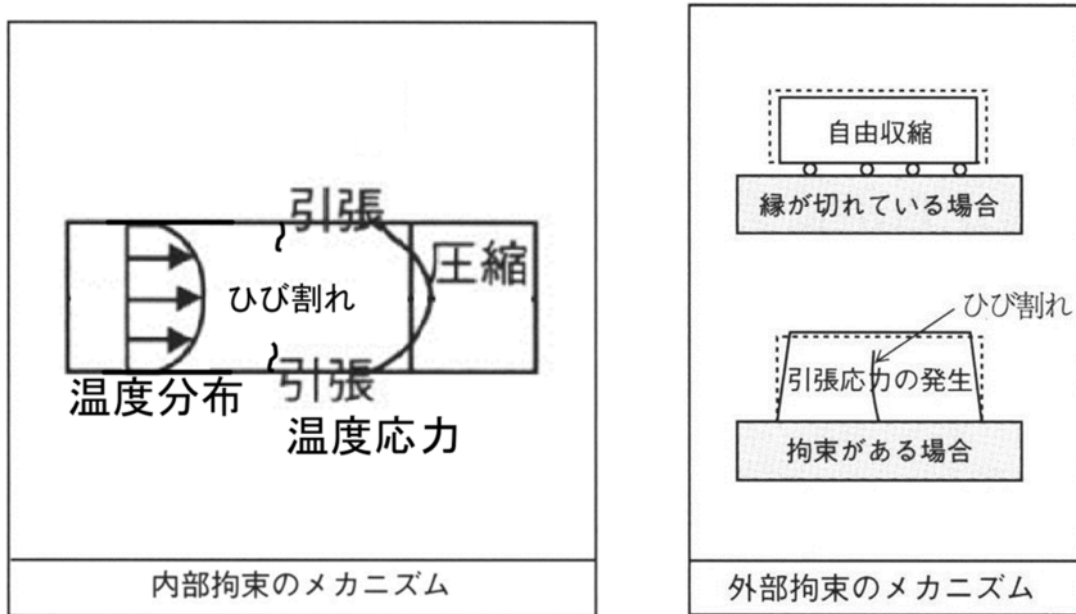 引張
圧縮
ひび割れ
引張
温度分布
温度応力
内部拘束のメカニズム
自由収縮
縁が切れている場合
ひび割れ
引張応力の発生
拘束がある場合
外部拘束のメカニズム